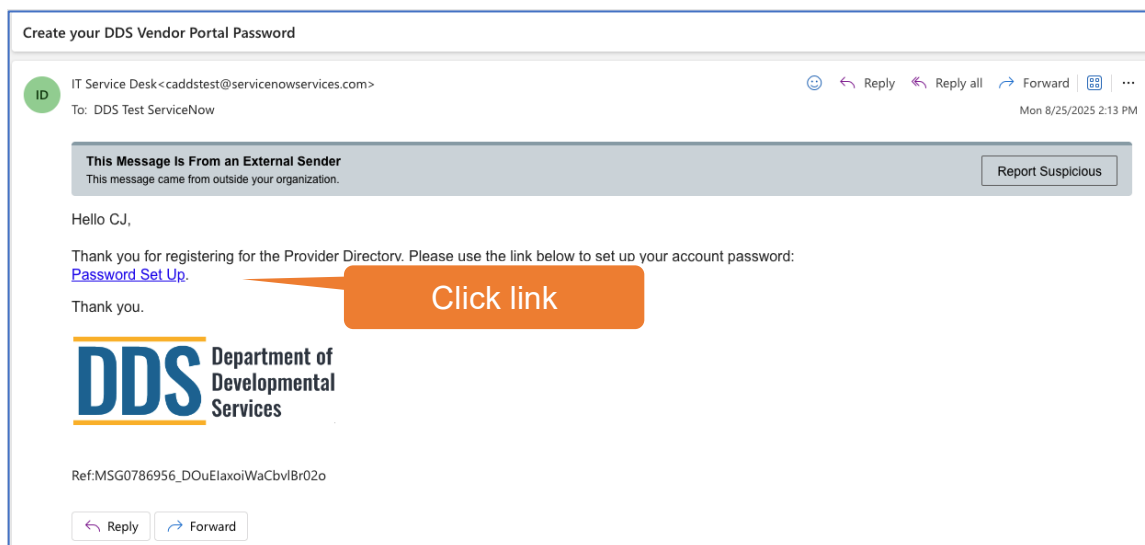 Create your DDS Vendor Portal Password
ID
IT Service Desk<caddstest@servicenowservices.com>
Reply
Reply all
Forward
To: DDS Test ServiceNow
Mon 8/25/2025 2:13 PM
This Message Is From an External Sender
This message came from outside your organization.
Report Suspicious
Hello CJ,
Thank you for registering for the Provider Directory. Please use the link below to set up your account password:
Password Set Up.
Click link
Thank you.
DDS
Department of
Developmental
Services
Ref:MSG0786956_DOuElaxoiWaCbvlBr02o
Reply
Forward